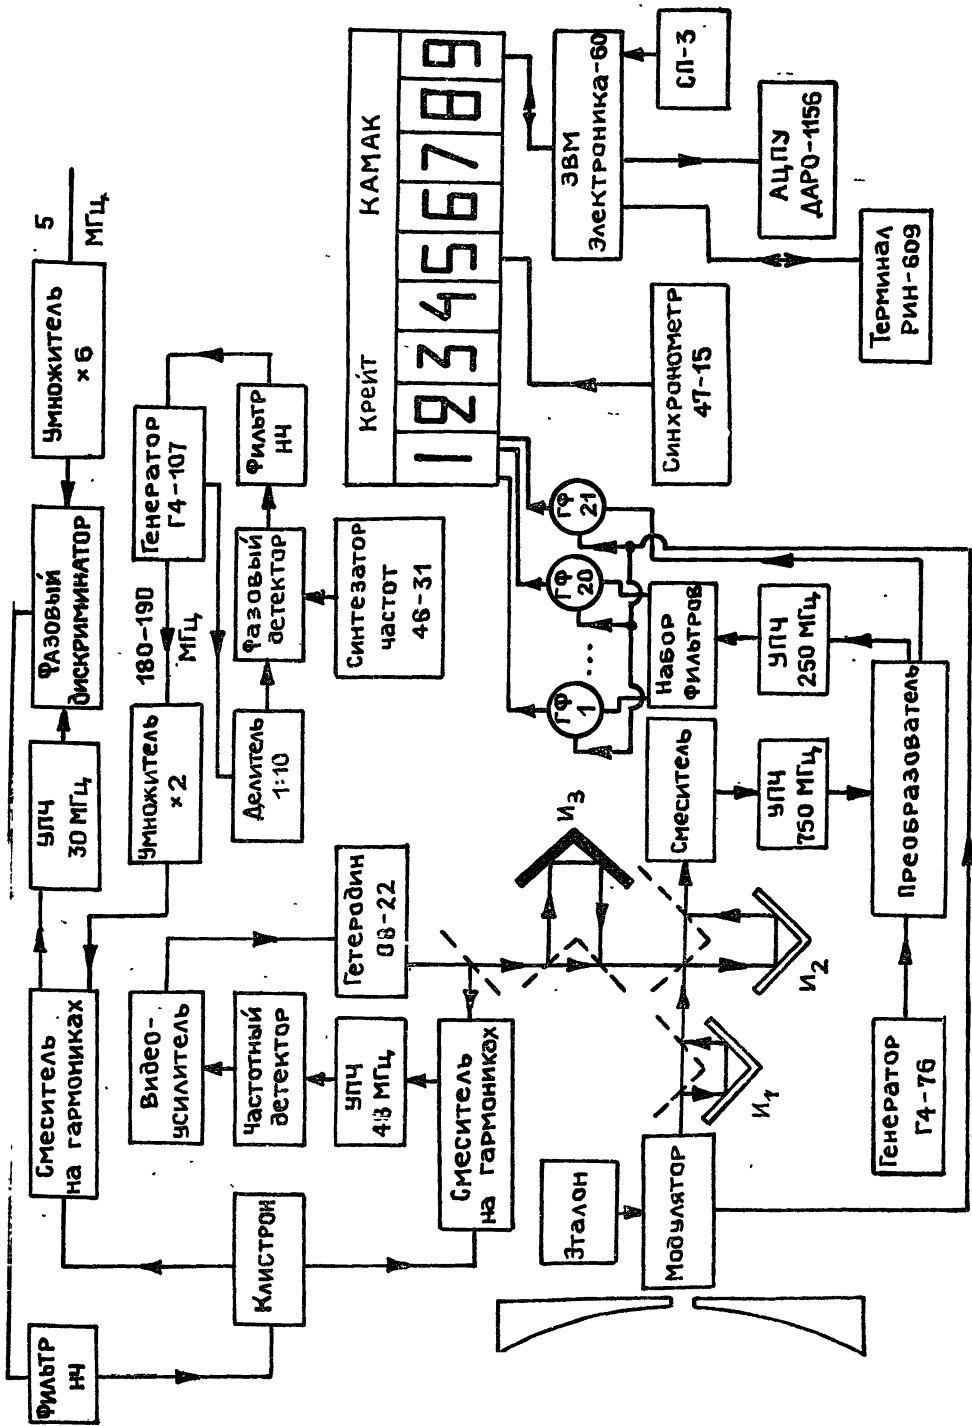 Фильтр
НЧ
Смеситель
на гармониках
УПЧ
30 МГц
Фазовый
дискриминатор
Умножитель
×6
5
МГц
Клистрон
Видео-
усилитель
Умножитель
×2
180-190
МГц
Генератор
Г4-107
Частотный
детектор
Делитель
1:10
Фазовый
детектор
Фильтр
НЧ
УПЧ
4,8 МГц
Гетеродин
08-22
Синтезатор
частот
46-31
Смеситель
на гармониках
КРЕЙТ КАМАК
1 2 3 4 5 6 7 8 9
И3
ГФ
1
...
ГФ
20
ГФ
21
ЭВМ
Электроника-60
Эталон
Модулятор
И1
И2
Смеситель
Набор
фильтров
Синхронометр
47-15
СП-3
УПЧ
750 МГц
УПЧ
250 МГц
АЦПУ
ДАРО-1156
Генератор
Г4-76
Преобразователь
Терминал
РИН-609